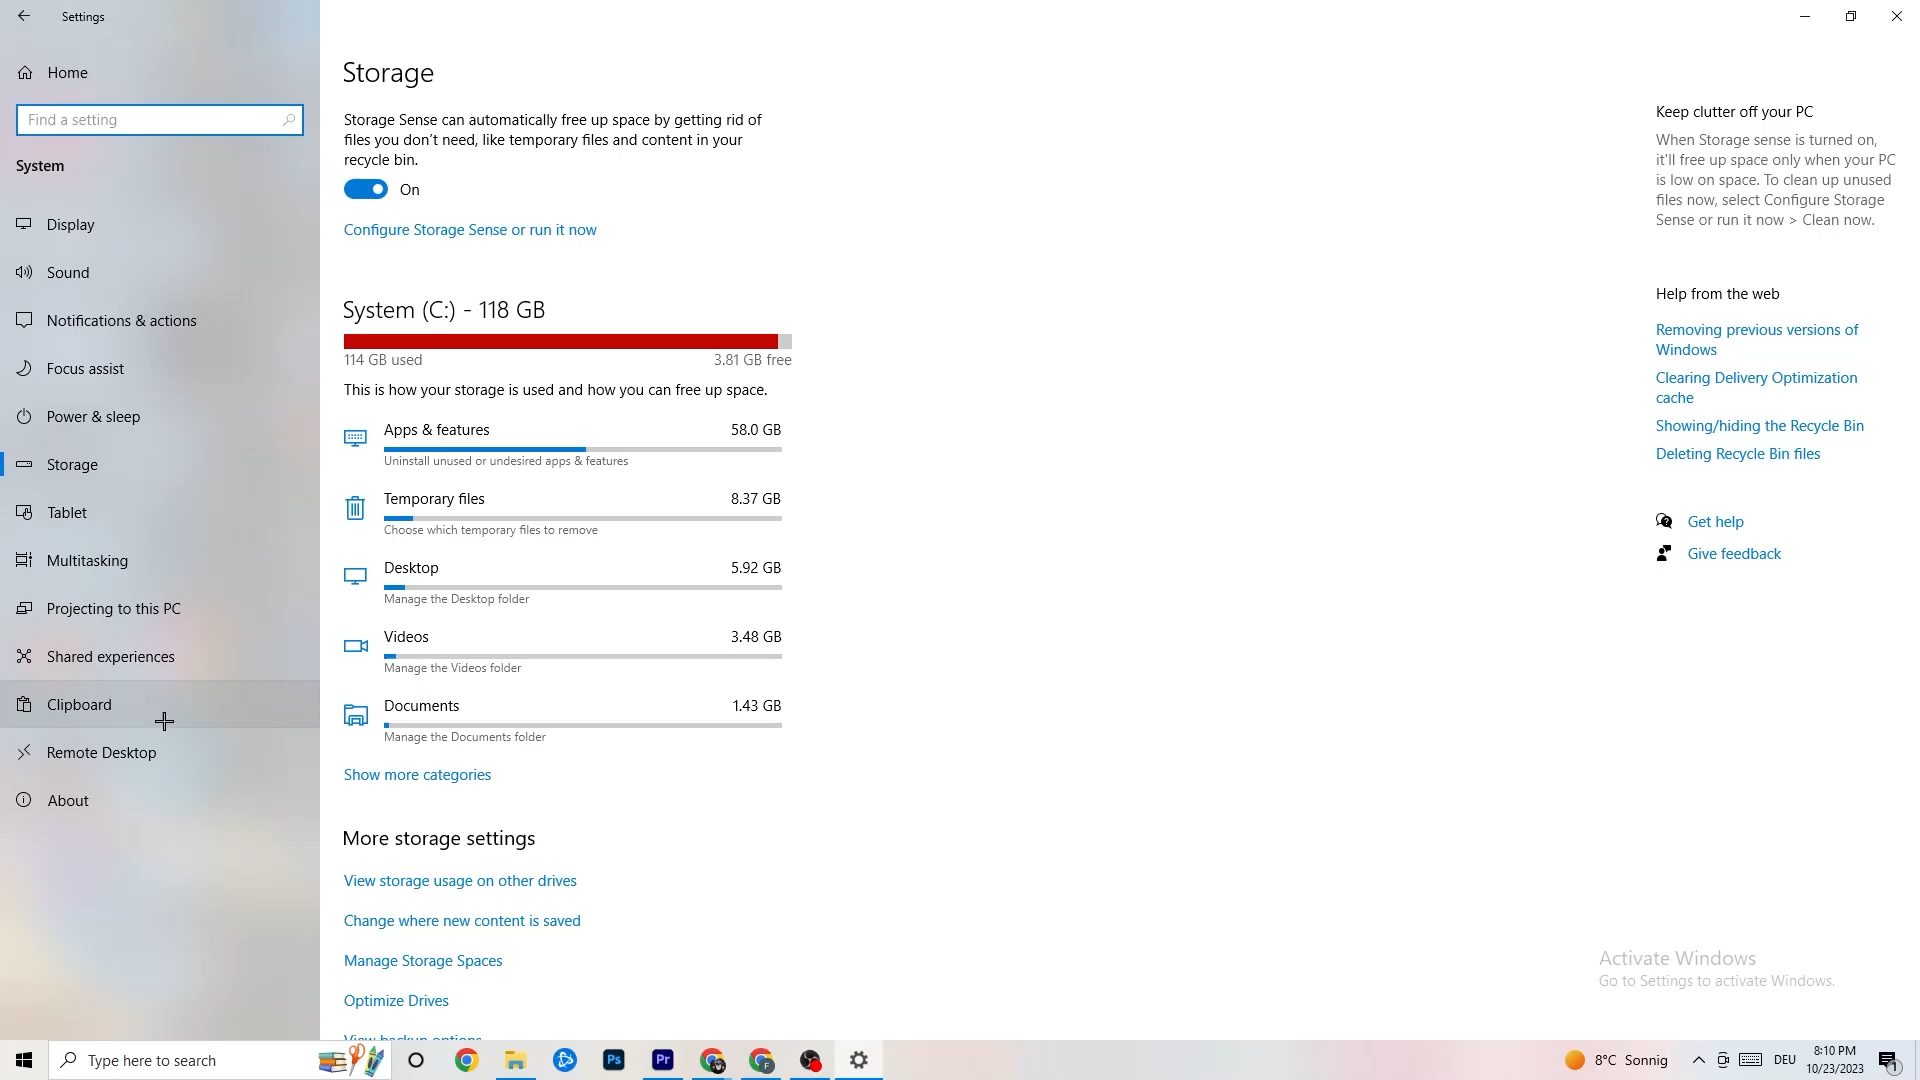 Settings
Home
Find a setting
System
Display
Sound
Notifications & actions
Focus assist
Power & sleep
Storage
Tablet
Multitasking
Projecting to this PC
Shared experiences
Clipboard
Remote Desktop
About
Storage
Storage Sense can automatically free up space by getting rid of
files you don't need, like temporary files and content in your
recycle bin.
On
Configure Storage Sense or run it now
System (C:) - 118 GB
114 GB used
3.81 GB free
This is how your storage is used and how you can free up space.
Apps & features
58.0 GB
Uninstall unused or undesired apps & features
Temporary files
8.37 GB
Choose which temporary files to remove
Desktop
5.92 GB
Manage the Desktop folder
Videos
3.48 GB
Manage the Videos folder
Documents
1.43 GB
Manage the Documents folder
Show more categories
More storage settings
View storage usage on other drives
Change where new content is saved
Manage Storage Spaces
Optimize Drives
View backup options
Keep clutter off your PC
When Storage sense is turned on,
it'll free up space only when your PC
is low on space. To clean up unused
files now, select Configure Storage
Sense or run it now > Clean now.
Help from the web
Removing previous versions of
Windows
Clearing Delivery Optimization
cache
Showing/hiding the Recycle Bin
Deleting Recycle Bin files
Get help
Give feedback
Activate Windows
Go to Settings to activate Windows.
Type here to search
Ps
Pr
F
8°C Sonnig
DEU
8:10 PM
10/23/2023
1